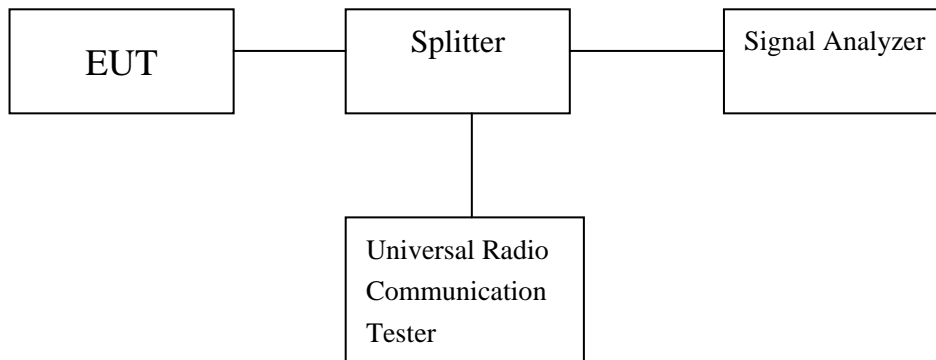 EUT
Splitter
Signal Analyzer
Universal Radio
Communication
Tester